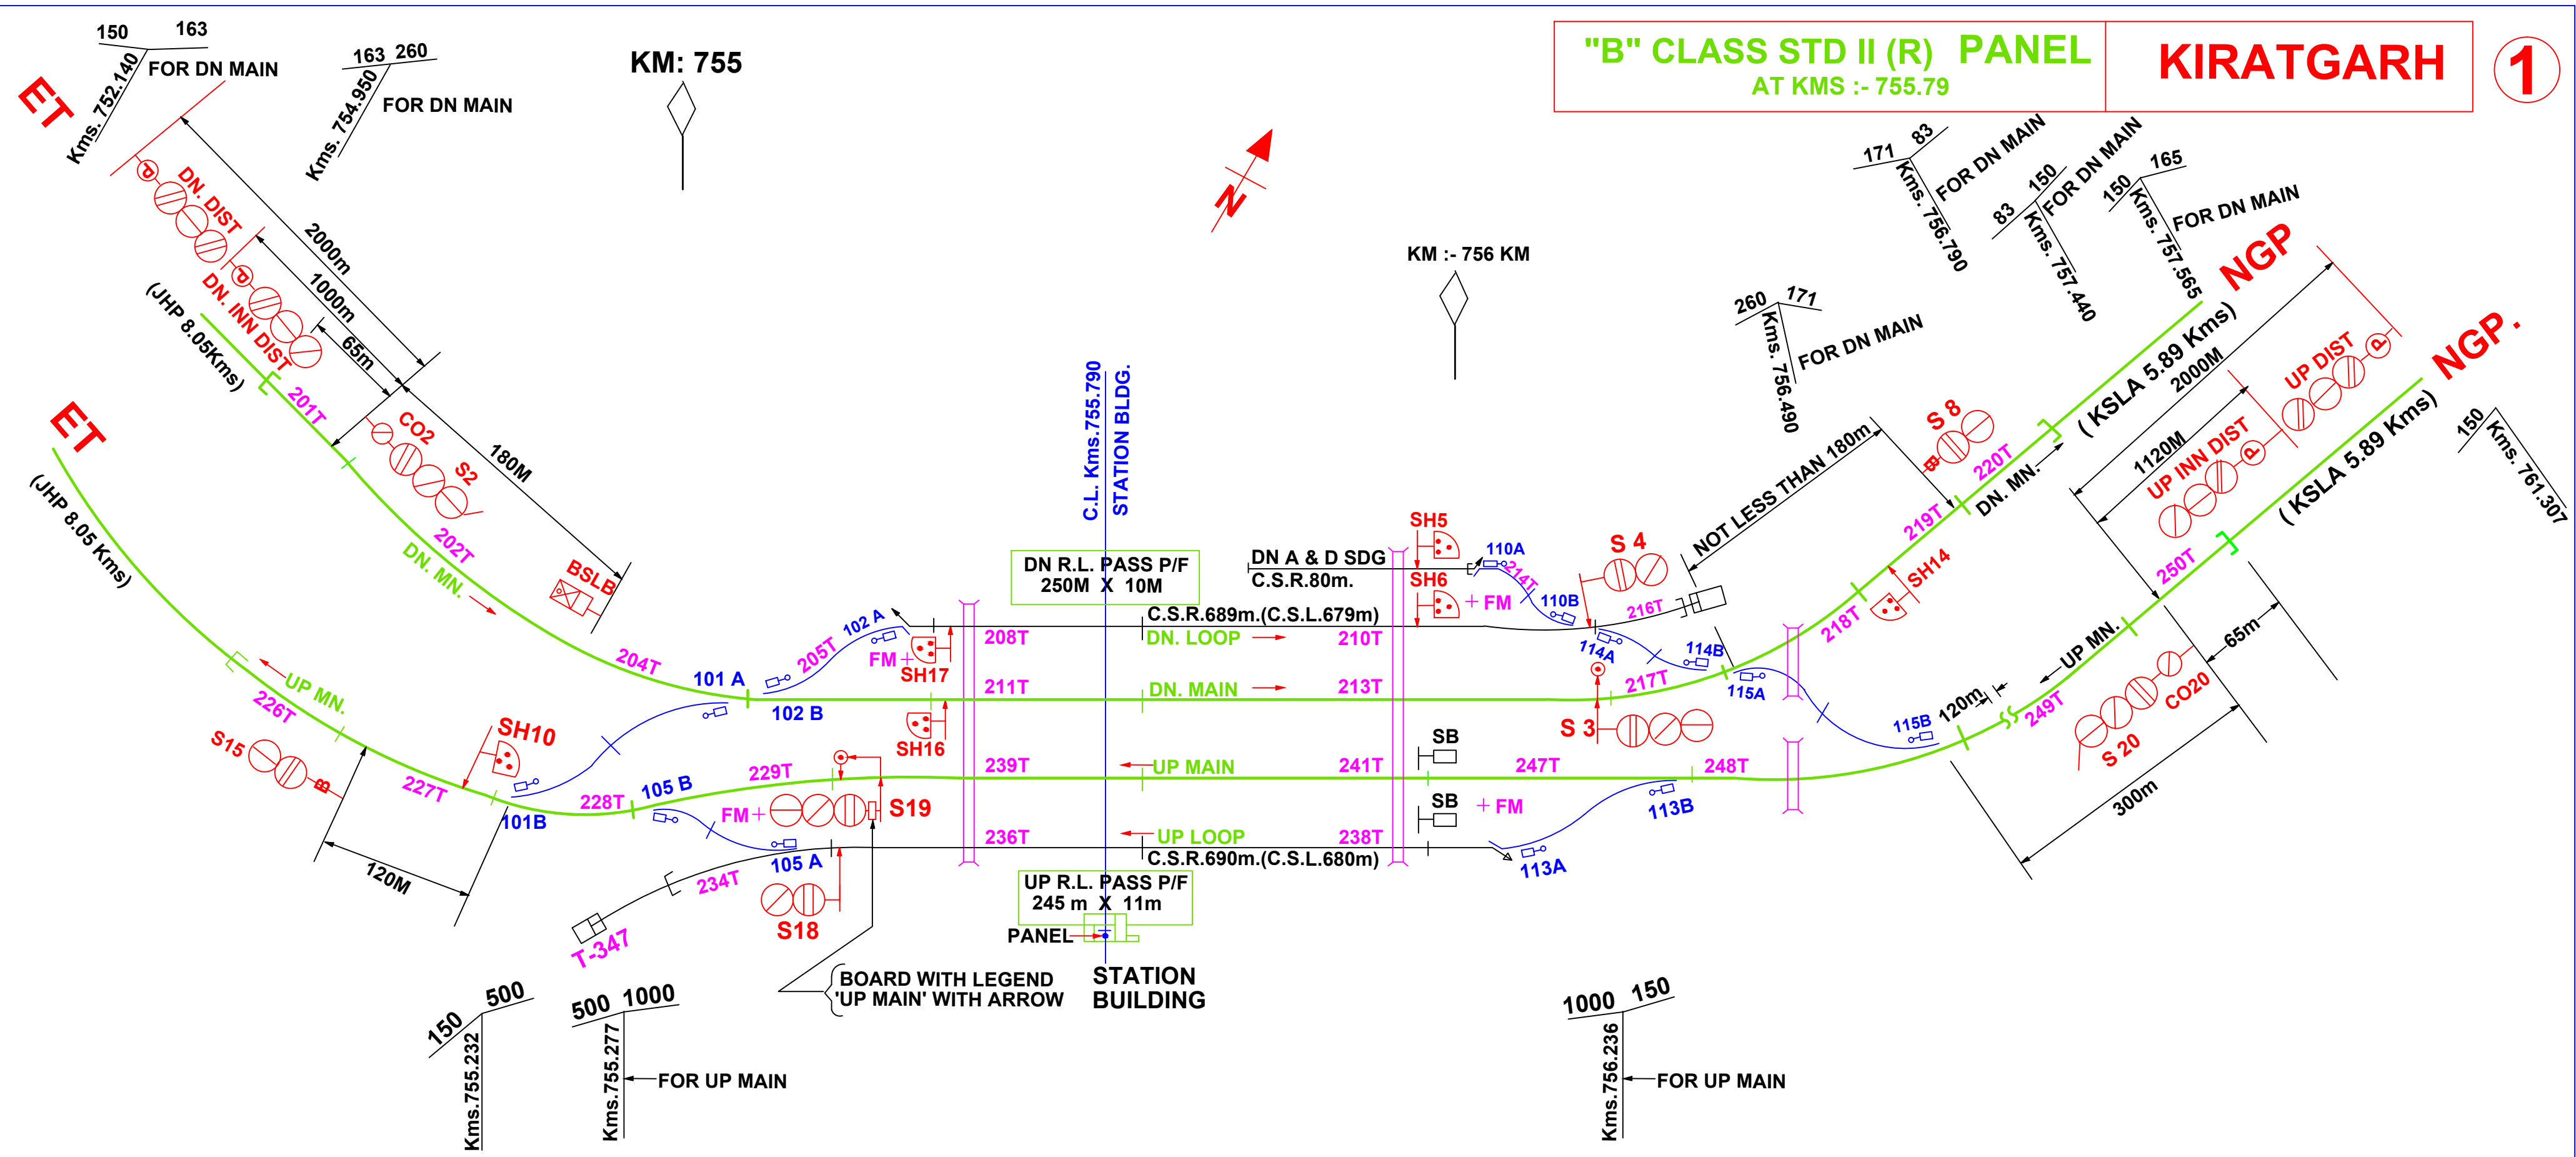 "B" CLASS STD II (R) PANEL
AT KMS :- 755.79
KIRATGARH
1
150 163
Kms. 752.140
FOR DN MAIN
163 260
Kms. 754.950
FOR DN MAIN
KM: 755
N
KM :- 756 KM
171 83
Kms. 756.790
FOR DN MAIN
83 150
Kms. 757.440
FOR DN MAIN
150 165
Kms. 757.565
FOR DN MAIN
260 171
Kms. 756.490
FOR DN MAIN
150
Kms. 761.307
ET
P
DN. DIST
P
DN. INN DIST
2000m
1000m
65m
(JHP 8.05Kms)
201T
CO2
S2
180M
202T
DN. MN.
BSLB
204T
ET
(JHP 8.05 Kms)
UP MN.
226T
S15
B
227T
SH10
120M
101B
228T
101 A
102 B
205T
102 A
FM
SH17
SH16
105 B
229T
FM
S19
105 A
234T
T-347
S18
C.L. Kms.755.790
STATION BLDG.
DN R.L. PASS P/F
250M X 10M
DN A & D SDG
C.S.R.80m.
C.S.R.689m.(C.S.L.679m)
208T
DN. LOOP
210T
211T
DN. MAIN
213T
239T
UP MAIN
241T
236T
UP LOOP
238T
C.S.R.690m.(C.S.L.680m)
UP R.L. PASS P/F
245 m X 11m
PANEL
STATION
BUILDING
BOARD WITH LEGEND
'UP MAIN' WITH ARROW
SH5
SH6
FM
110A
214T
110B
S 4
216T
114A
114B
NOT LESS THAN 180m
S 3
217T
115A
SB
SB
FM
247T
248T
113B
113A
218T
SH14
219T
S 8
B
220T
DN. MN.
NGP
( KSLA 5.89 Kms)
2000M
1120M
UP DIST
P
UP INN DIST
P
NGP.
( KSLA 5.89 Kms)
250T
UP MN.
65m
120m
115B
249T
CO20
S 20
300m
150 500
Kms.755.232
500 1000
Kms.755.277
FOR UP MAIN
1000 150
Kms.756.236
FOR UP MAIN